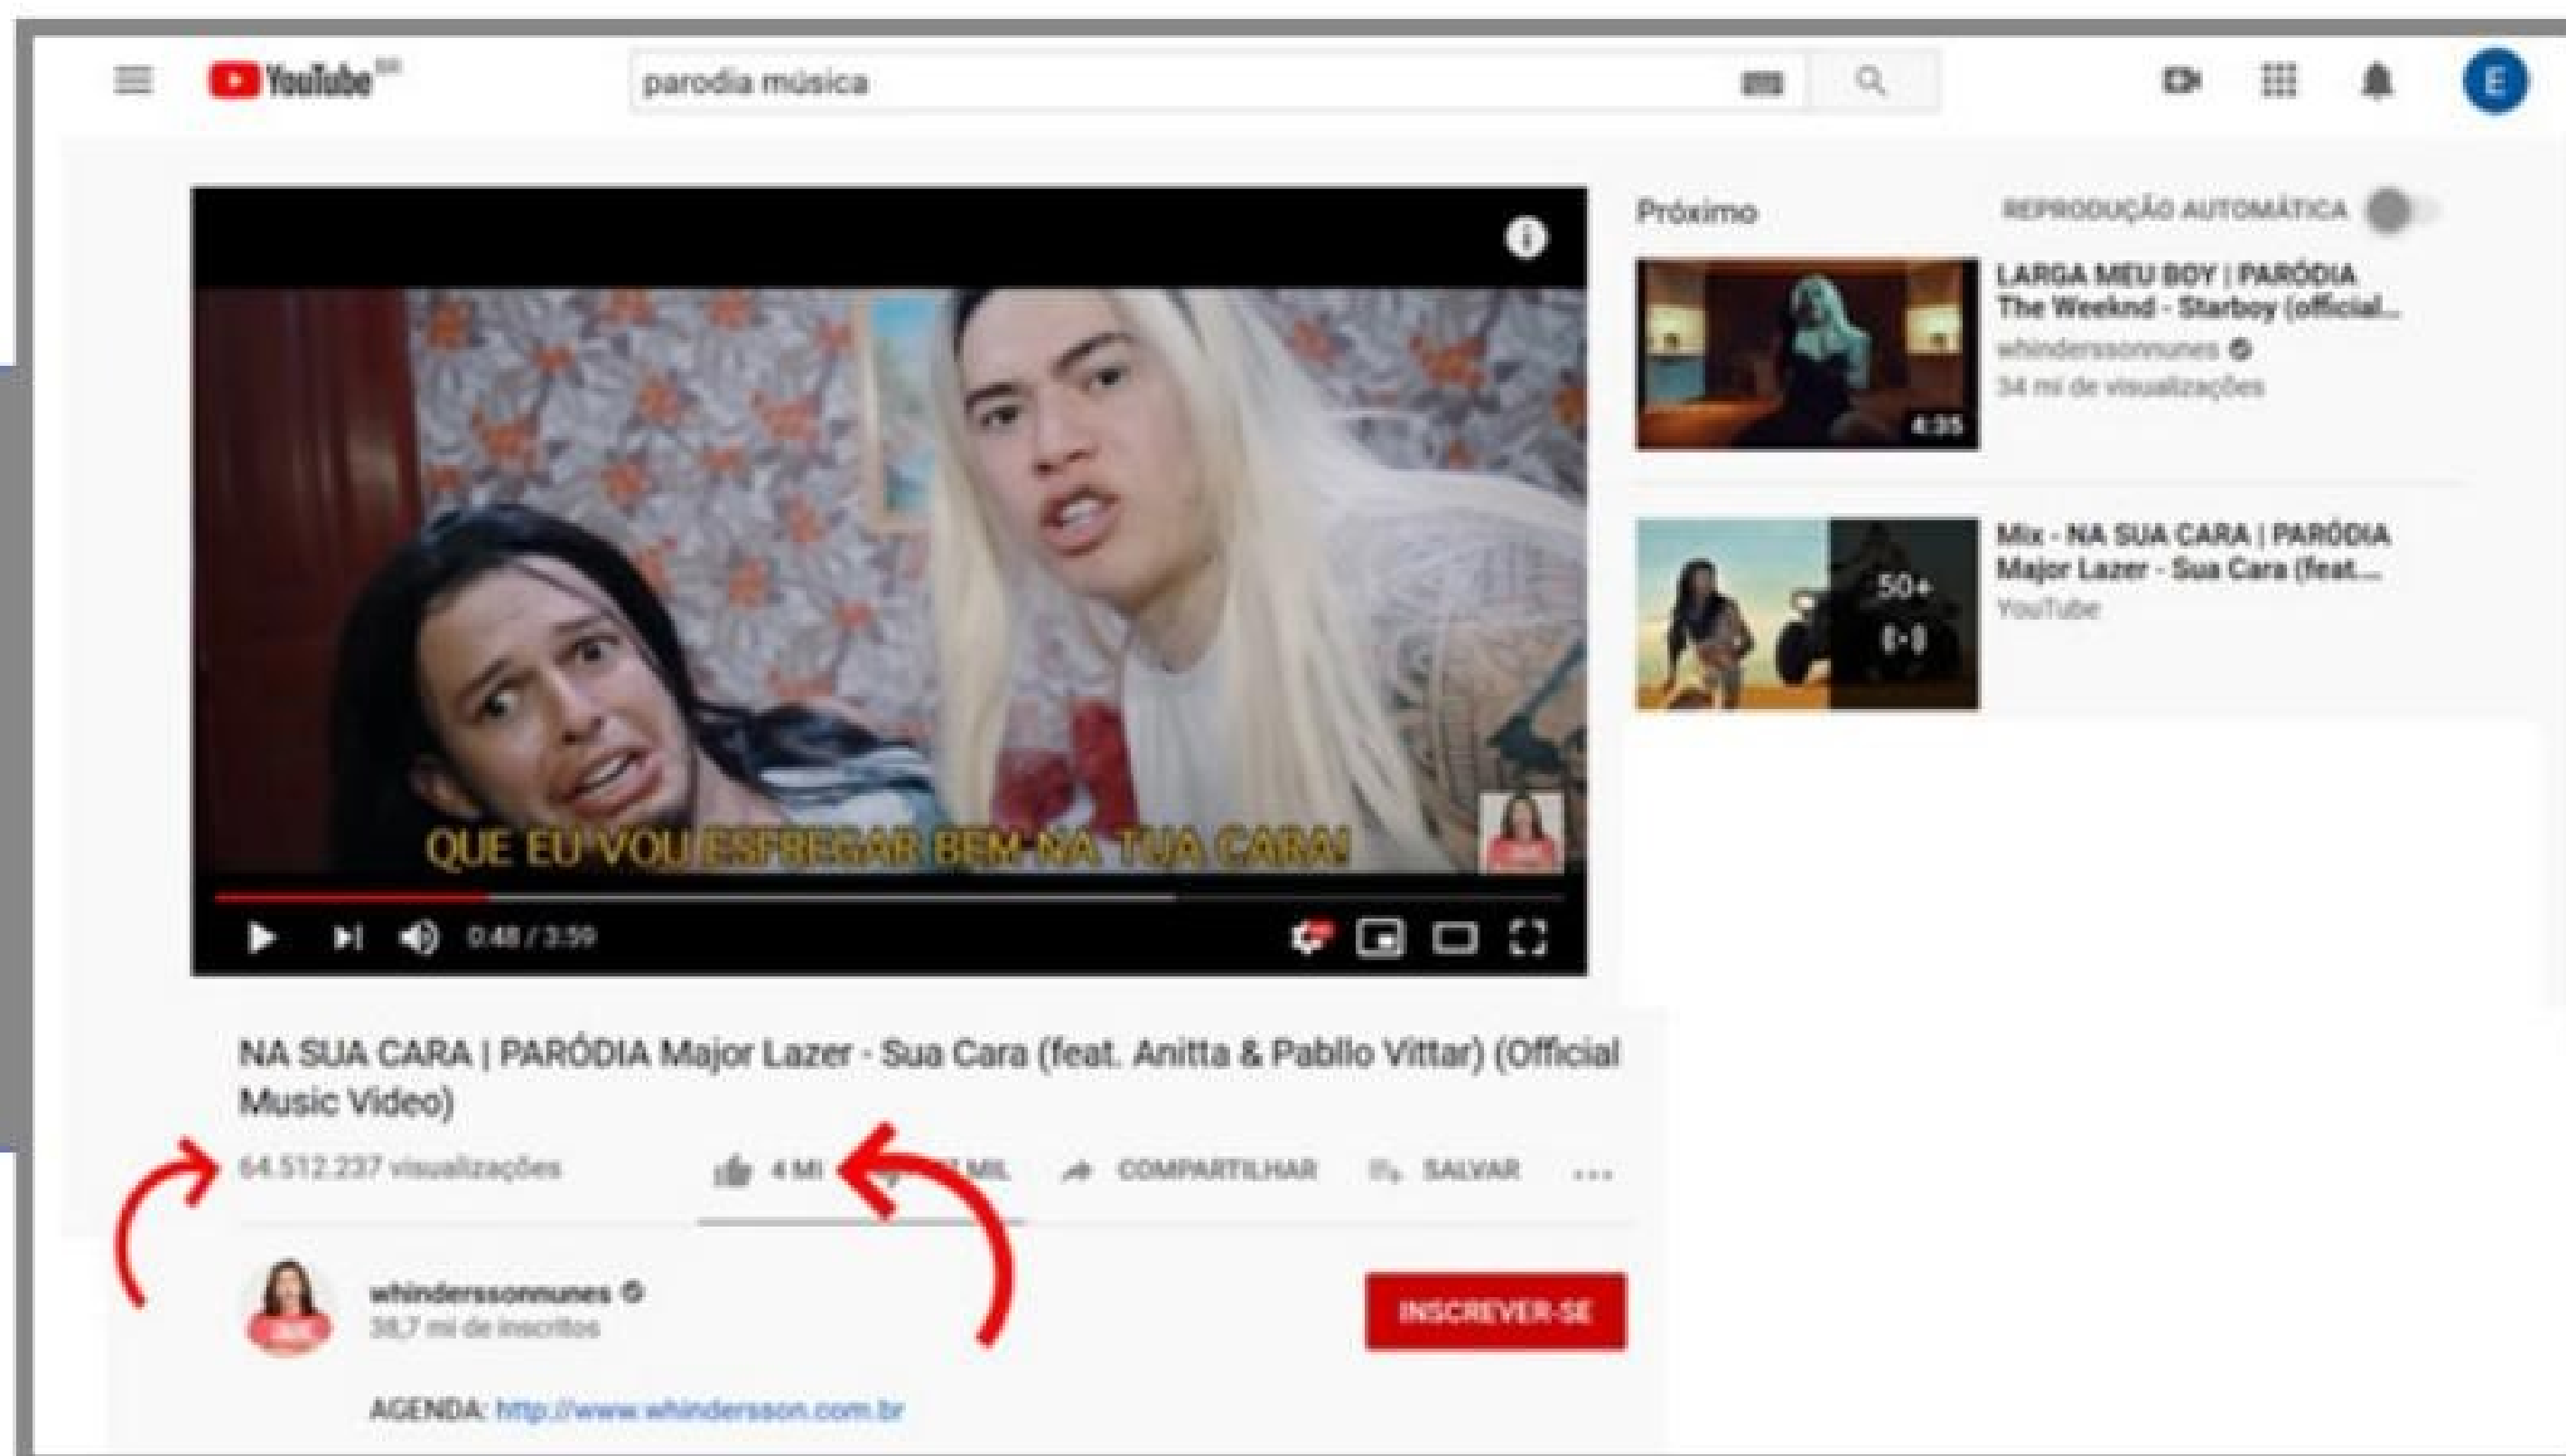 YouTube BR
parodia música
E
Próximo
REPRODUÇÃO AUTOMÁTICA
LARGA MEU BOY | PARÓDIA
The Weeknd - Starboy (official...
whinderssonnunes
34 mi de visualizações
4:35
Mix - NA SUA CARA | PARÓDIA
Major Lazer - Sua Cara (feat....
YouTube
50+
QUE EU VOU ESFREGAR BEM NA TUA CARA!
0:48 / 3:59
NA SUA CARA | PARÓDIA Major Lazer - Sua Cara (feat. Anitta & Pabllo Vittar) (Official
Music Video)
64.512.237 visualizações
4 MI
MIL
COMPARTILHAR
SALVAR
whinderssonnunes
38,7 mi de inscritos
INSCREVER-SE
AGENDA: http://www.whindersson.com.br